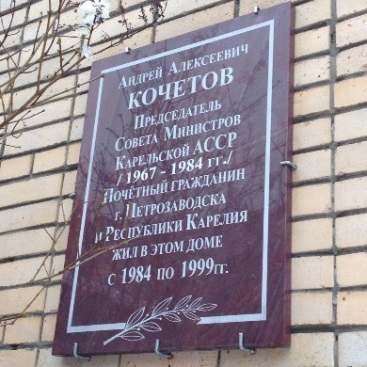 Андрей Алексеевич
КОЧЕТОВ
Председатель
Совета Министров
Карельской АССР
/ 1967 - 1984 гг./
Почётный гражданин
г. Петрозаводска
и Республики Карелия
жил в этом доме
с 1984 по 1999гг.